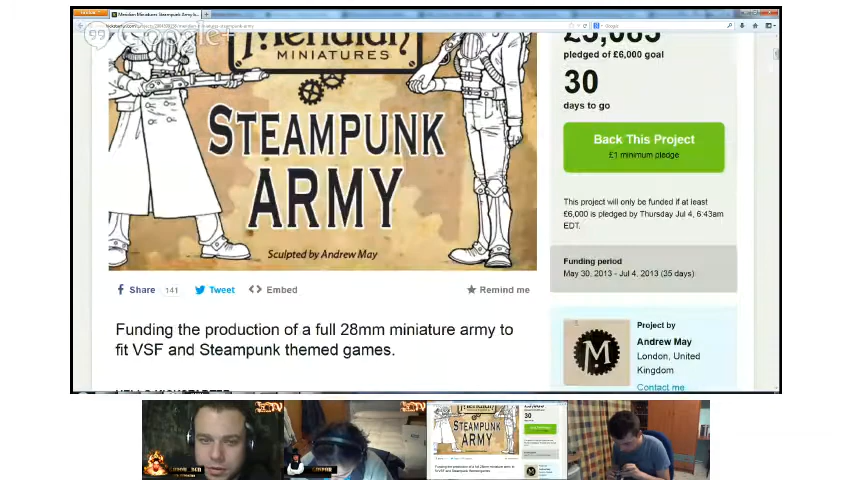 Google+
Meridian
MINIATURES
STEAMPUNK
ARMY
Sculpted by Andrew May
Share 141 Tweet Embed Remind me
Funding the production of a full 28mm miniature army to
fit VSF and Steampunk themed games.
pledged of £6,000 goal
30
days to go
Back This Project
£1 minimum pledge
This project will only be funded if at least
£6,000 is pledged by Thursday Jul 4, 6:43am
EDT.
Funding period
May 30, 2013 - Jul 4, 2013 (35 days)
M
Project by
Andrew May
London, United
Kingdom
Contact me
STEAMPUNK
ARMY